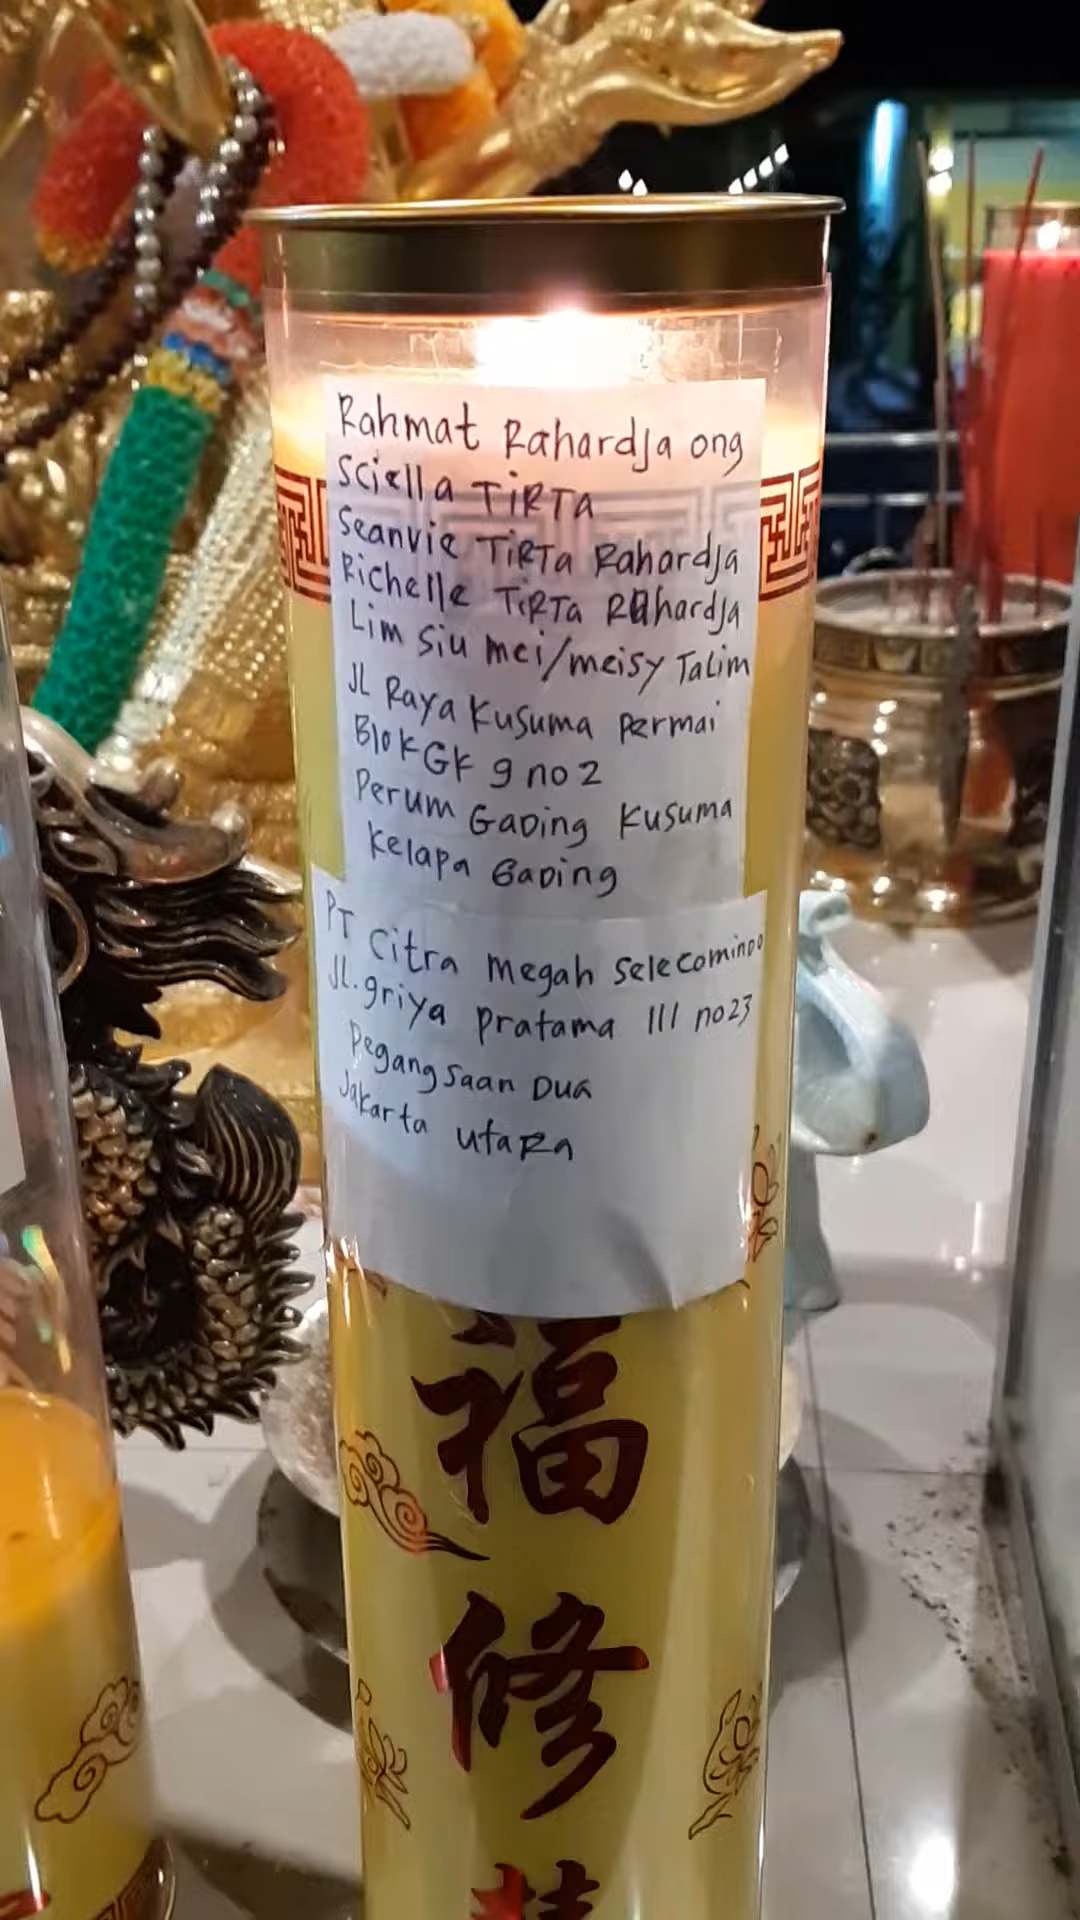 Rahmat Rahardja ong
Sciella TiRTa
Seanvie TiRTa Rahardja
Richelle TiRTa Rahardja
Lim Siu mei/meisy Talim
JL Raya Kusuma Permai
Blok GK 9 no 2
Perum Gading Kusuma
Kelapa Gading
PT Citra Megah Selecomindo
JL. griya Pratama III no 23
Pegangsaan Dua
Jakarta utaRa
福
修